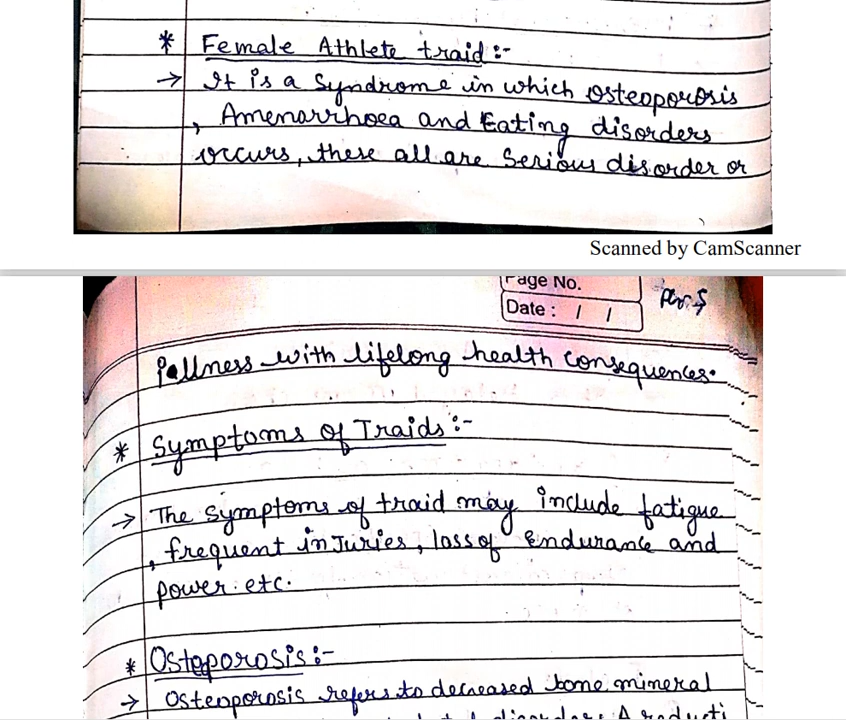 * Female Athlete traid :-
→ It is a Syndrome in which osteoporosis
, Amenorrhoea and Eating disorders
occurs, these all are Serious disorder or
Scanned by CamScanner
Page No.
Date : / /
illness with lifelong health consequences.
* Symptoms of Traids :-
→ The symptoms of traid may include fatigue
, frequent inJuries, loss of Endurance and
power etc.
* Osteoporosis :-
→ Osteoporosis refers to decreased bone mineral